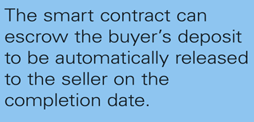 The smart contract can
escrow the buyer’s deposit
to be automatically released
to the seller on the
completion date.